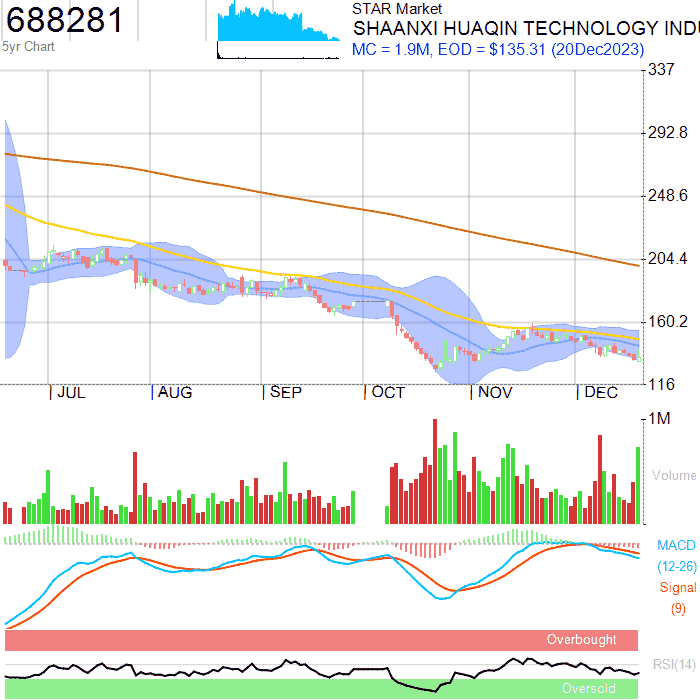 688281
5yr Chart
STAR Market
SHAANXI HUAQIN TECHNOLOGY INDU
MC = 1.9M, EOD = $135.31 (20Dec2023)
337
292.8
248.6
204.4
160.2
116
JUL AUG SEP OCT NOV DEC
1M
Volume
MACD
(12-26)
Signal
(9)
Overbought
RSI(14)
Oversold